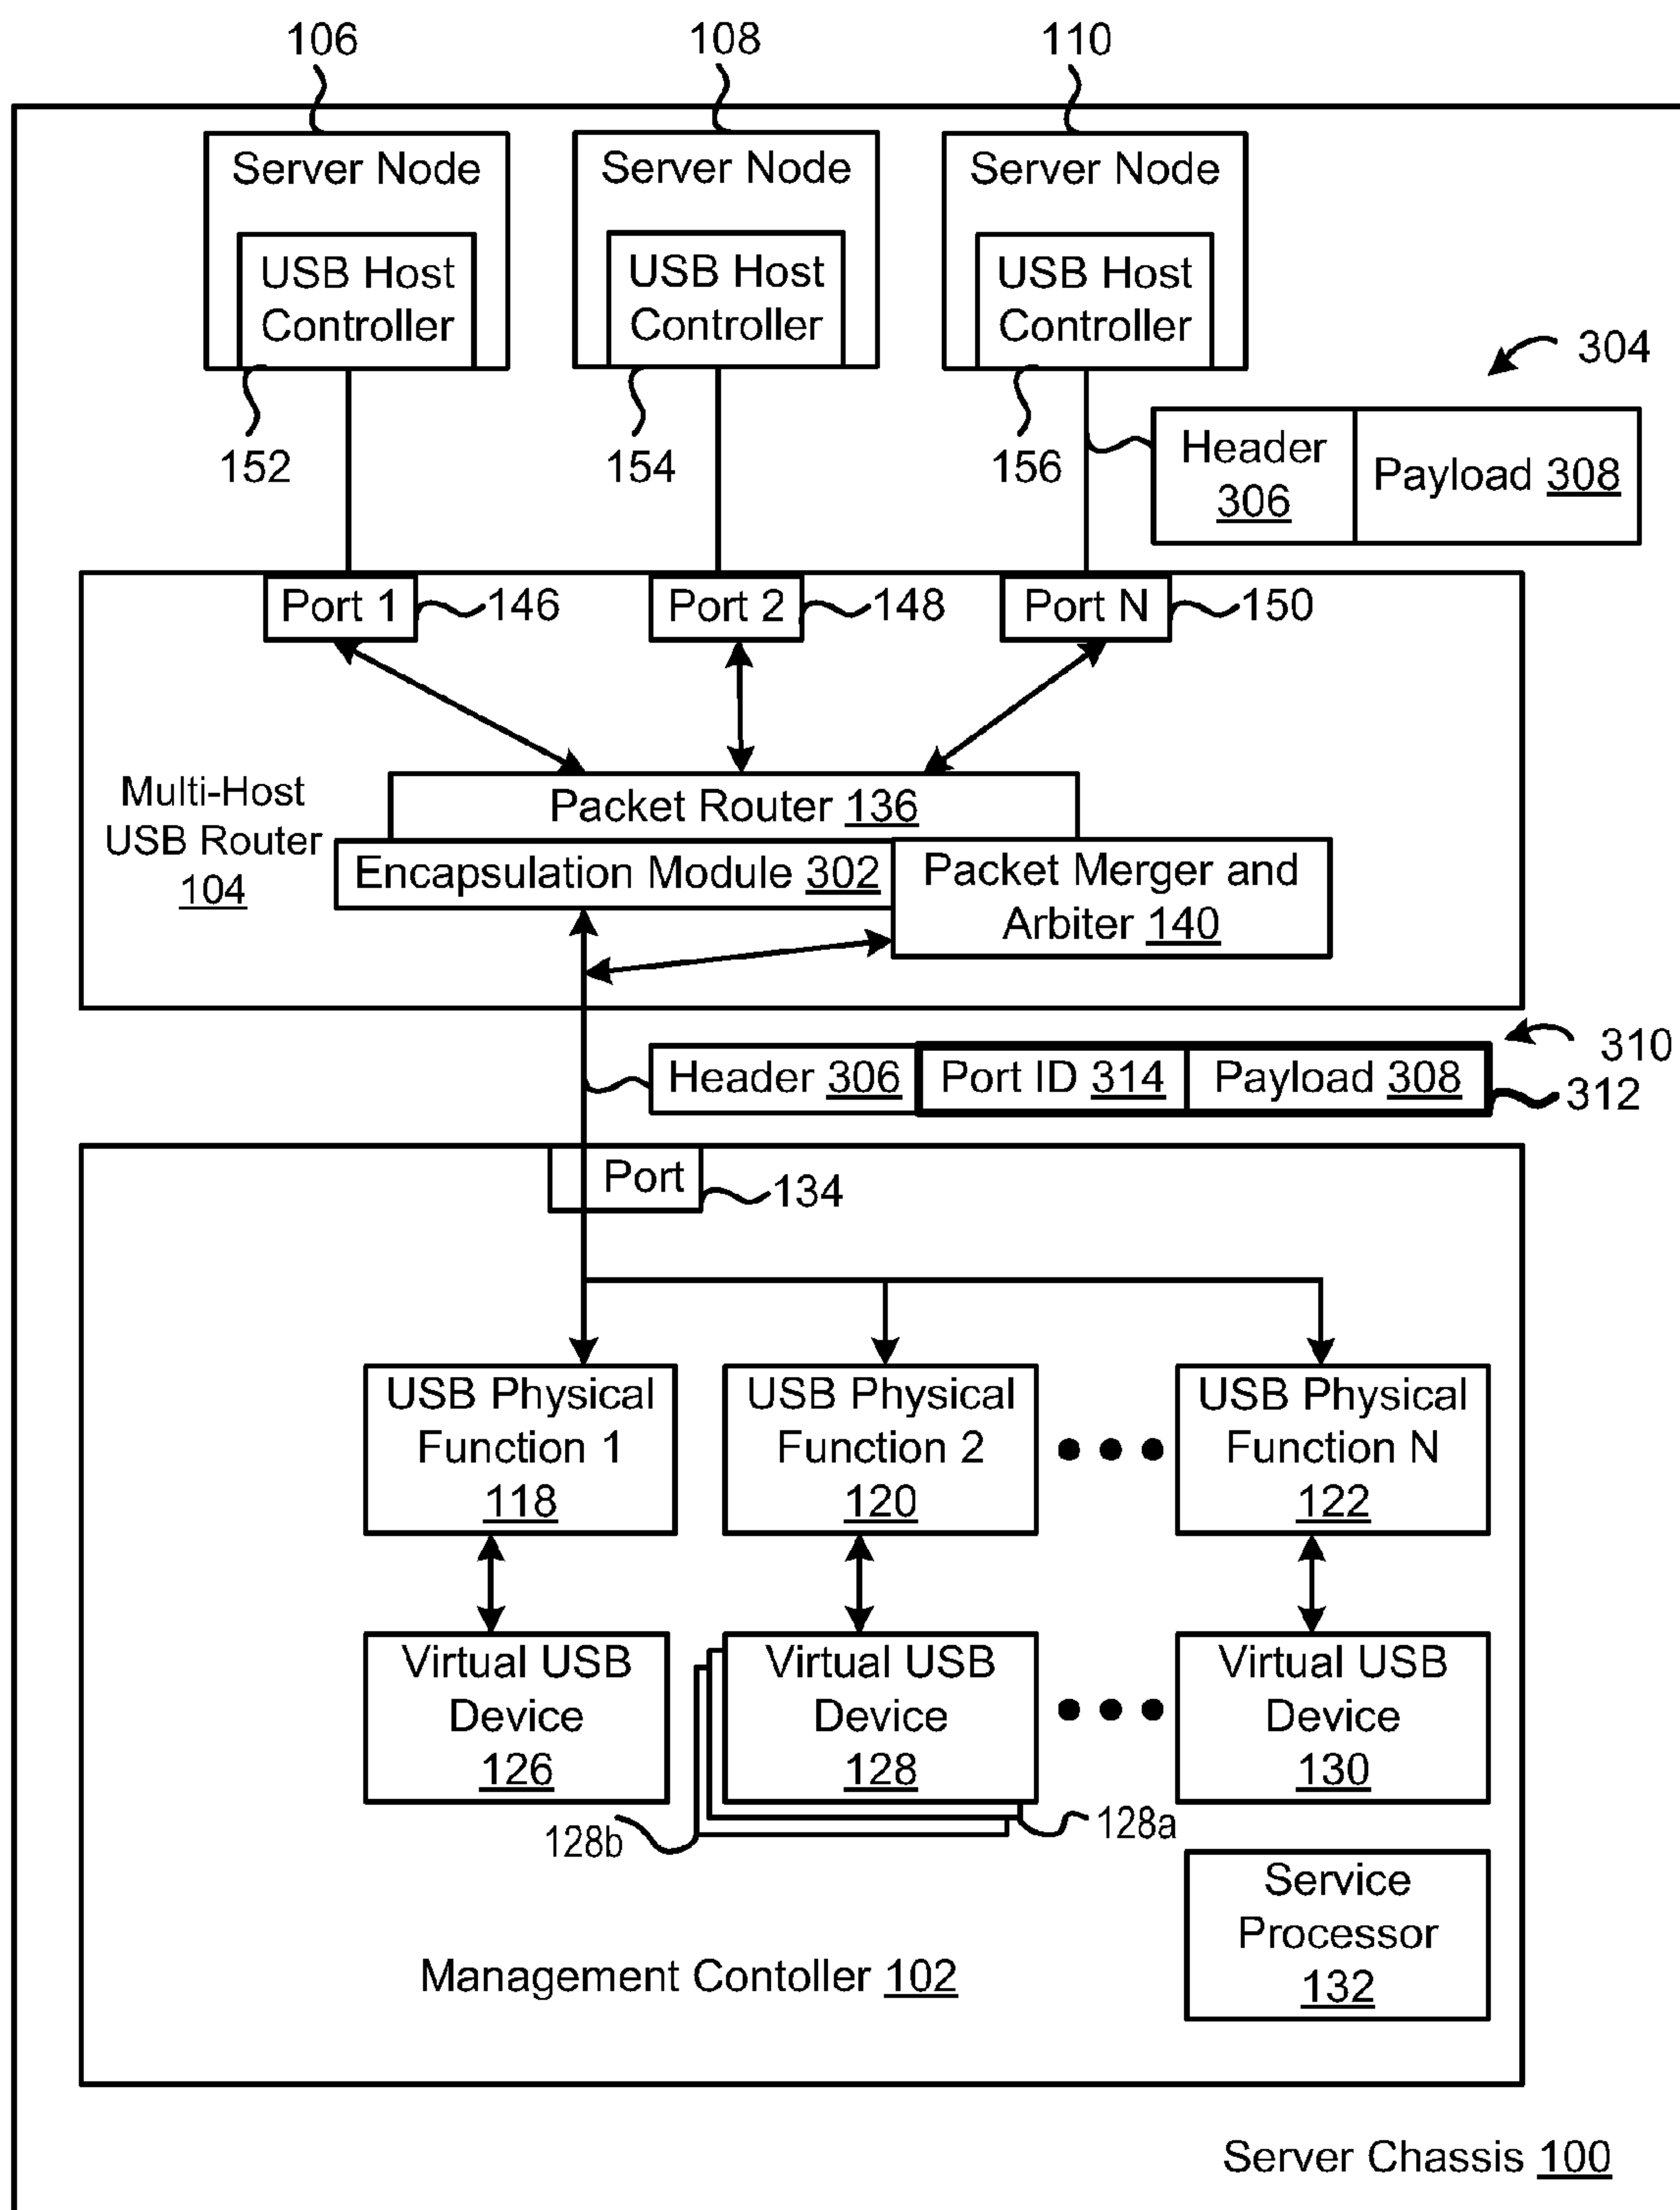 106
108
110
Server Node
Server Node
Server Node
USB Host
Controller
USB Host
Controller
USB Host
Controller
304
152
154
156
Header
306
Payload 308
Port 1
146
Port 2
148
Port N
150
Multi-Host
USB Router
104
Packet Router 136
Encapsulation Module 302
Packet Merger and
Arbiter 140
310
Header 306
Port ID 314
Payload 308
312
Port
134
USB Physical
Function 1
118
USB Physical
Function 2
120
USB Physical
Function N
122
Virtual USB
Device
126
Virtual USB
Device
128
Virtual USB
Device
130
128b
128a
Service
Processor
132
Management Contoller 102
Server Chassis 100